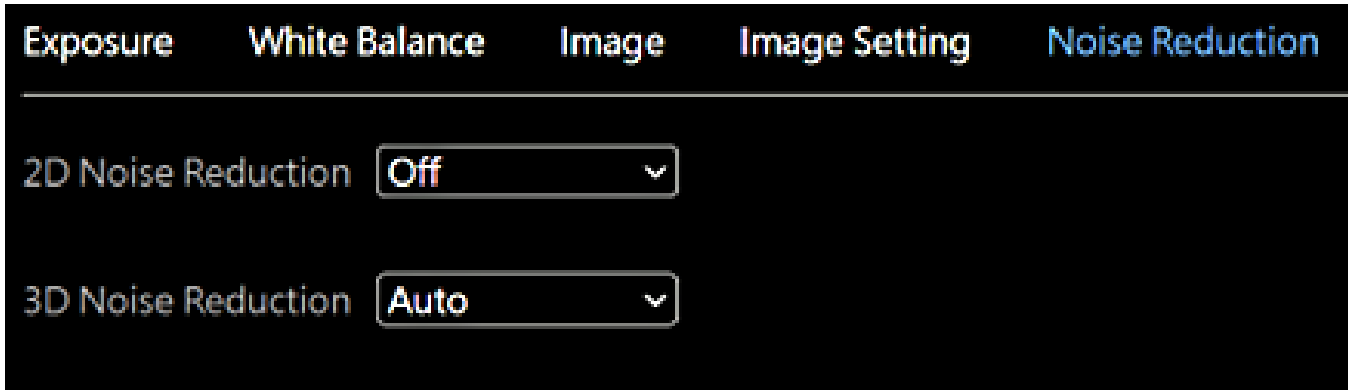 Exposure White Balance Image Image Setting Noise Reduction
2D Noise Reduction Off
3D Noise Reduction Auto